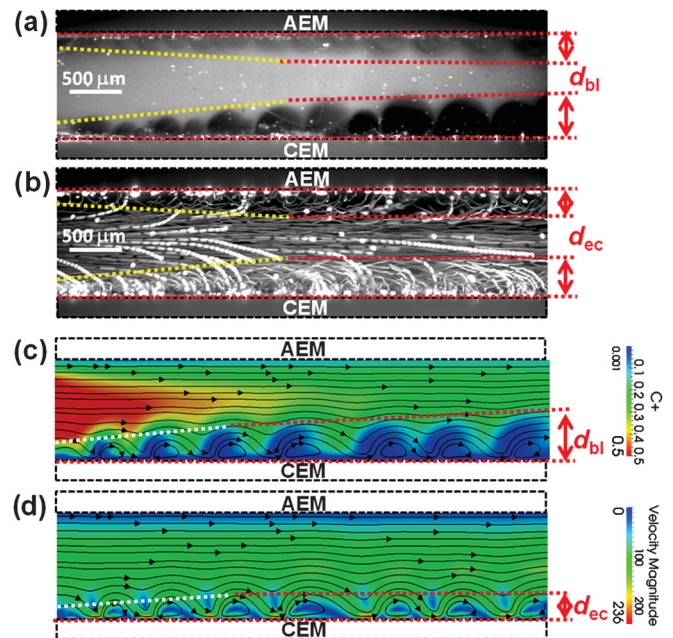 (a)
AEM
500 µm
d_bl
CEM
(b)
AEM
500 µm
d_ec
CEM
(c)
AEM
d_bl
CEM
0.001
0.1
0.2
0.3
0.4
0.5
C+
(d)
AEM
d_ec
CEM
0
100
200
236
Velocity Magnitude